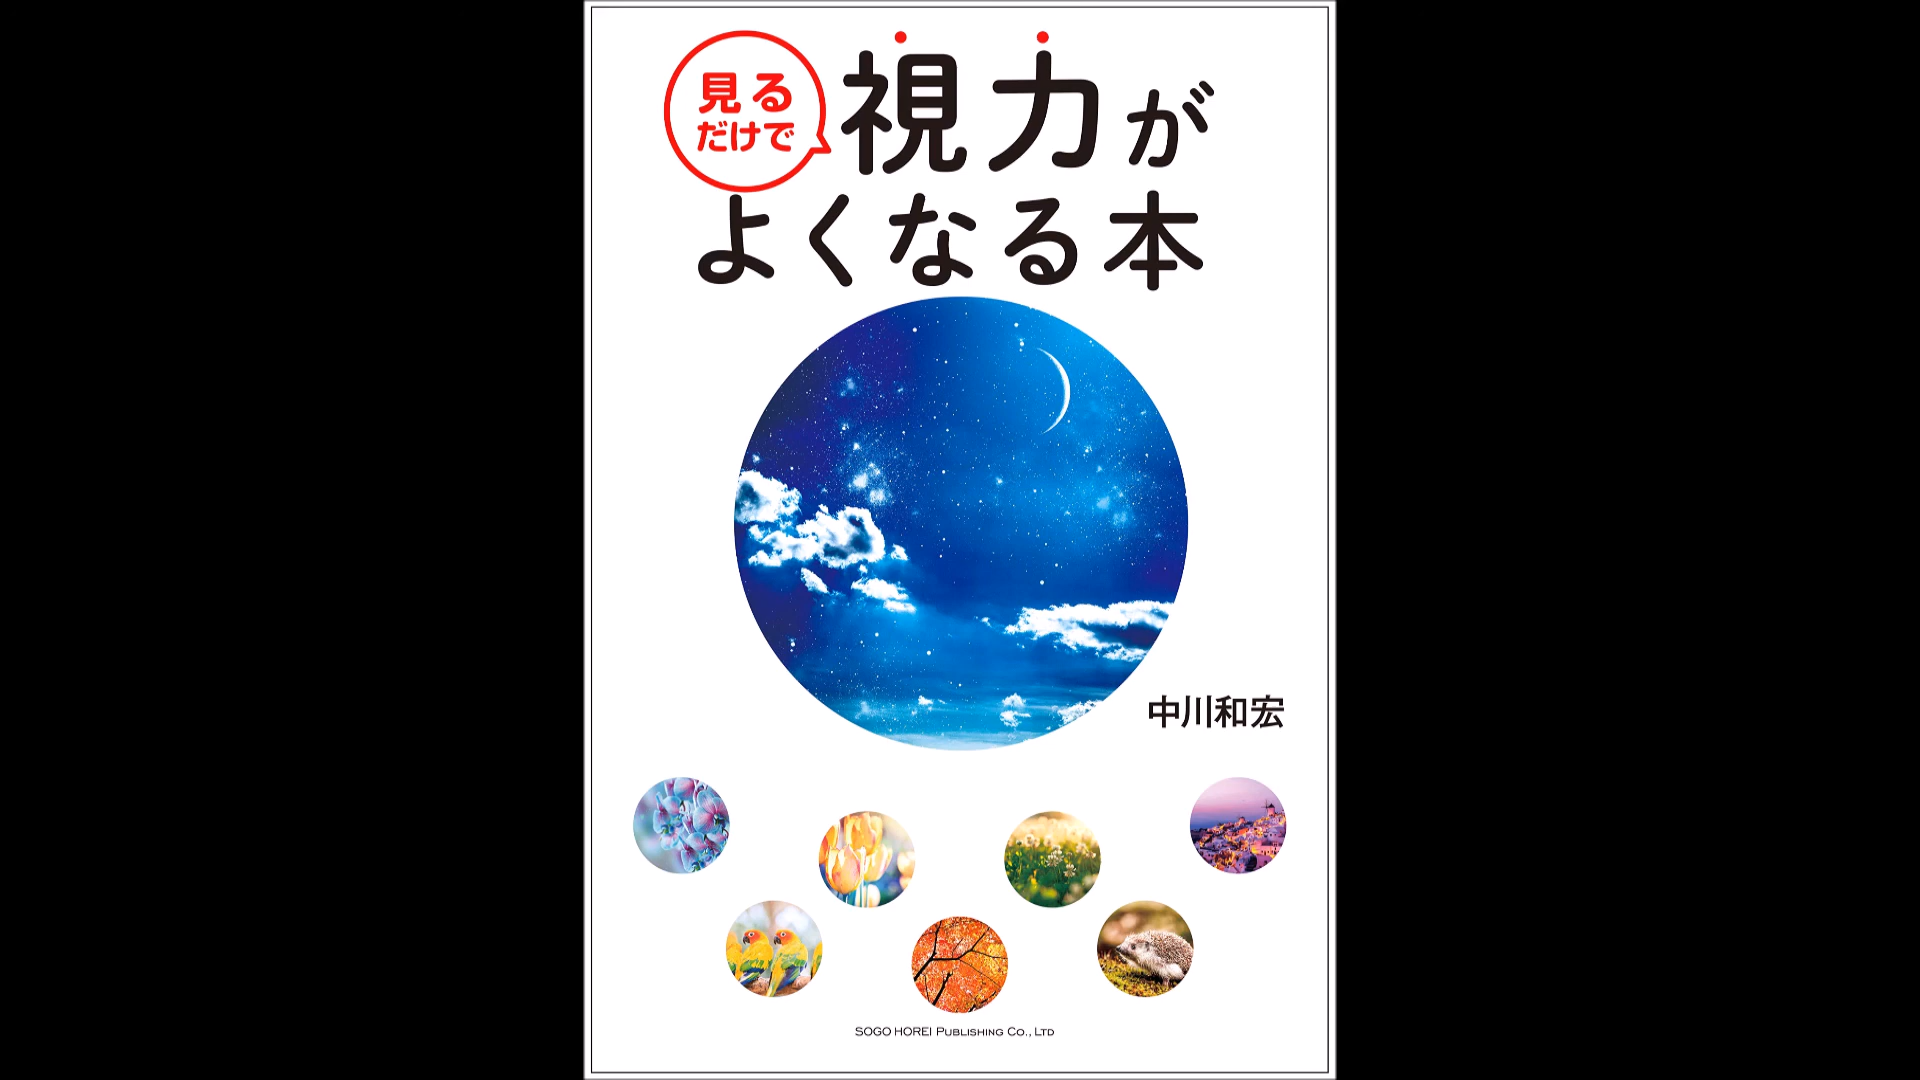 見る
だけで
視力が
よくなる本
中川和宏
SOGO HOREI PUBLISHING CO., LTD